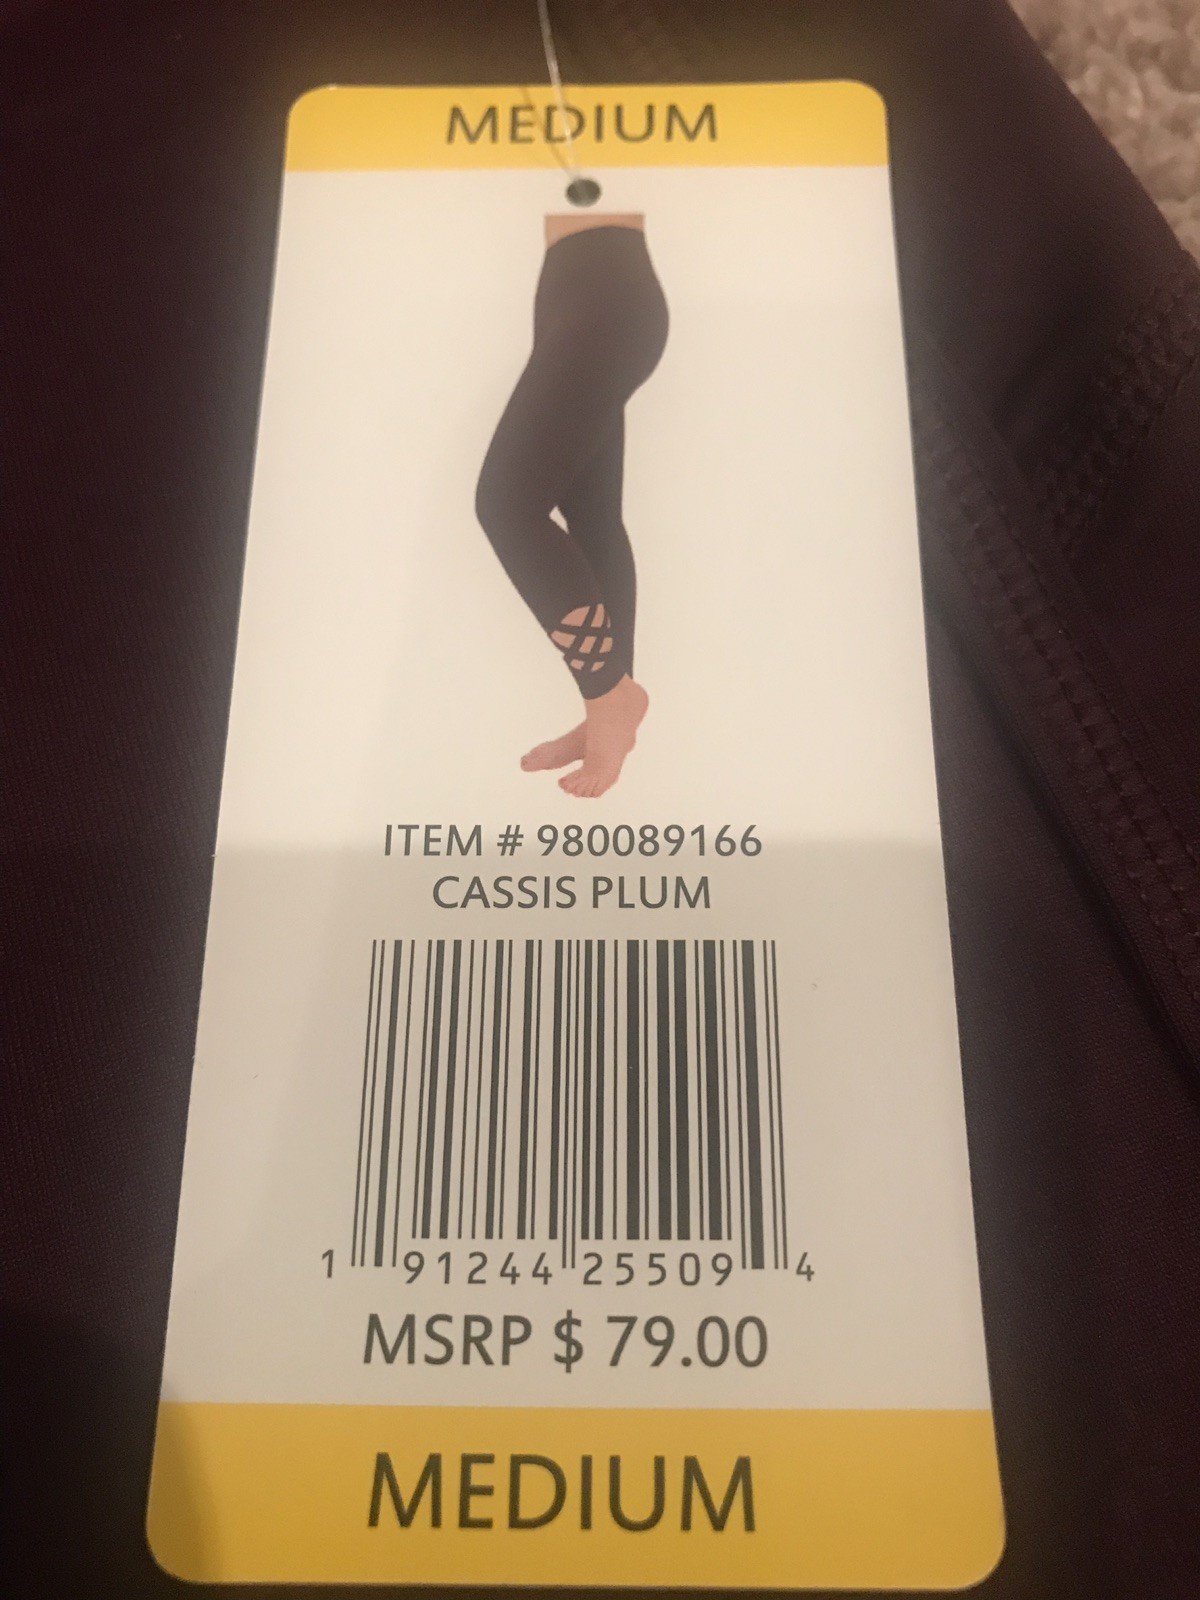 MEDIUM
ITEM # 980089166
CASSIS PLUM
1 91244 25509 4
MSRP $ 79.00
MEDIUM